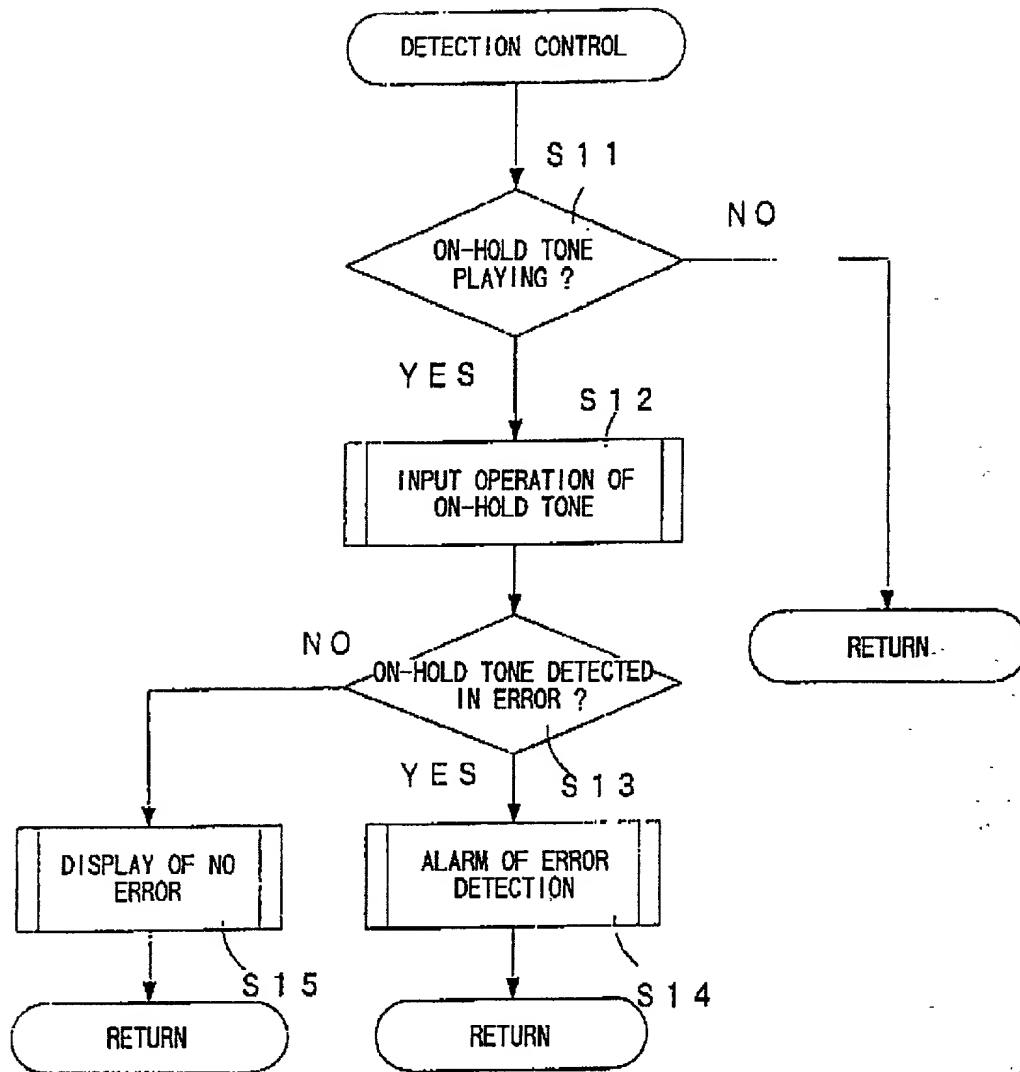 DETECTION CONTROL
S11
ON-HOLD TONE
PLAYING ?
NO
YES
S12
INPUT OPERATION OF
ON-HOLD TONE
RETURN
NO
ON-HOLD TONE DETECTED
IN ERROR ?
YES
S13
DISPLAY OF NO
ERROR
ALARM OF ERROR
DETECTION
S15
S14
RETURN
RETURN